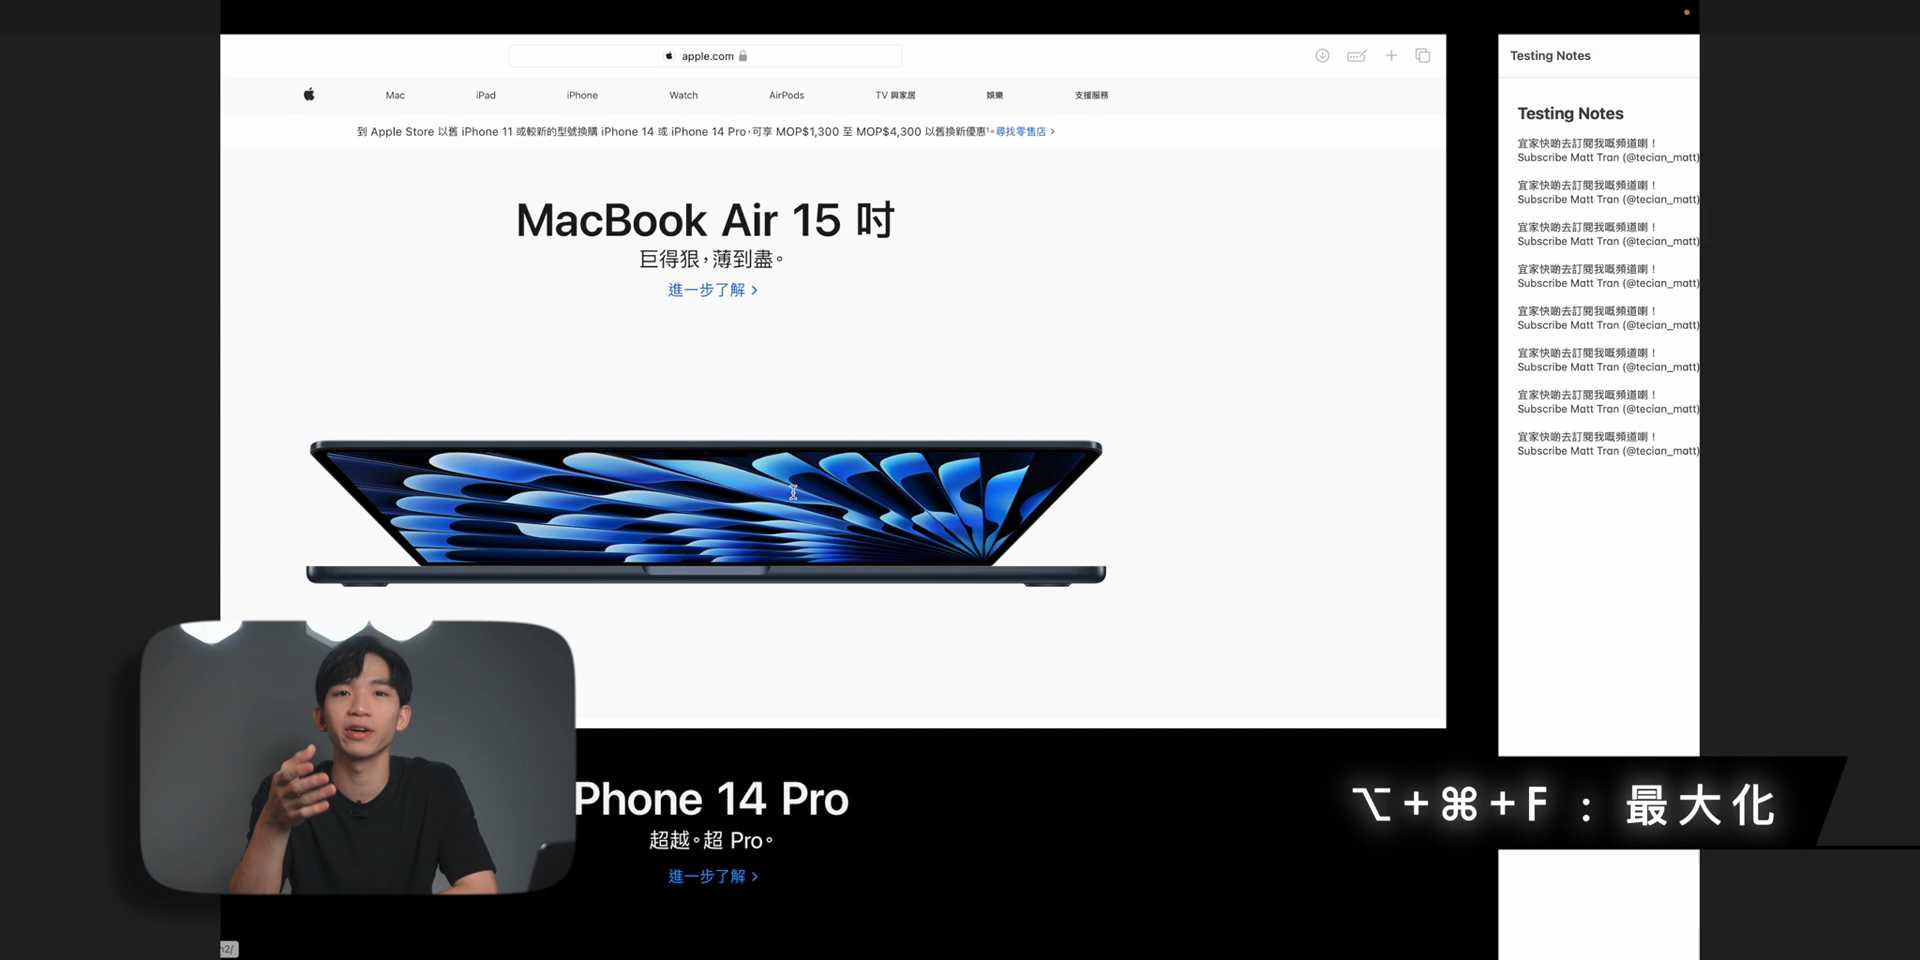 apple.com
Mac iPad iPhone Watch AirPods TV 與家居 娛樂 支援服務
到 Apple Store 以舊 iPhone 11 或較新的型號換購 iPhone 14 或 iPhone 14 Pro，可享 MOP$1,300 至 MOP$4,300 以舊換新優惠¹。尋找零售店 >
MacBook Air 15 吋
巨得狠，薄到盡。
進一步了解 >
Phone 14 Pro
超越。超 Pro。
進一步了解 >
Testing Notes
Testing Notes
宜家快啲去訂閱我嘅頻道喇！
Subscribe Matt Tran (@tecian_matt)
宜家快啲去訂閱我嘅頻道喇！
Subscribe Matt Tran (@tecian_matt)
宜家快啲去訂閱我嘅頻道喇！
Subscribe Matt Tran (@tecian_matt)
宜家快啲去訂閱我嘅頻道喇！
Subscribe Matt Tran (@tecian_matt)
宜家快啲去訂閱我嘅頻道喇！
Subscribe Matt Tran (@tecian_matt)
宜家快啲去訂閱我嘅頻道喇！
Subscribe Matt Tran (@tecian_matt)
宜家快啲去訂閱我嘅頻道喇！
Subscribe Matt Tran (@tecian_matt)
宜家快啲去訂閱我嘅頻道喇！
Subscribe Matt Tran (@tecian_matt)
⌥+⌘+F : 最大化